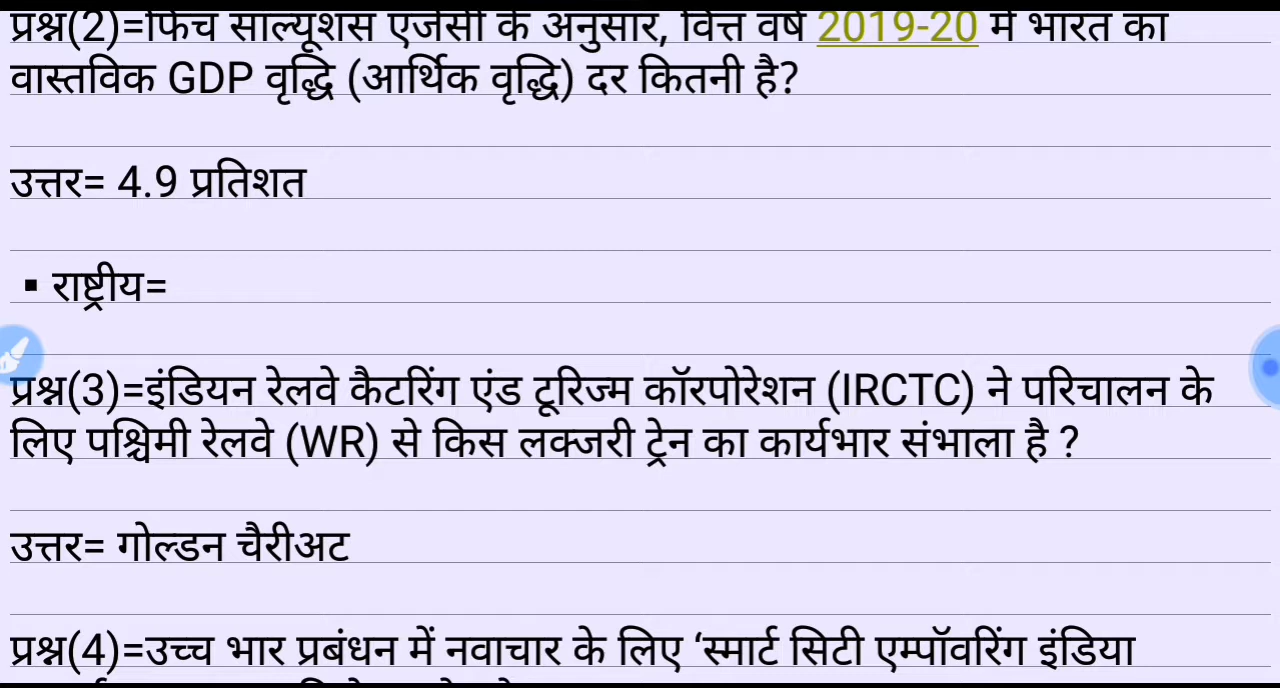 प्रश्न(2)=फिच सॉल्यूशंस एजेंसी के अनुसार, वित्त वर्ष 2019-20 में भारत का
वास्तविक GDP वृद्धि (आर्थिक वृद्धि) दर कितनी है?
उत्तर= 4.9 प्रतिशत
▪ राष्ट्रीय=
प्रश्न(3)=इंडियन रेलवे कैटरिंग एंड टूरिज्म कॉरपोरेशन (IRCTC) ने परिचालन के
लिए पश्चिमी रेलवे (WR) से किस लक्जरी ट्रेन का कार्यभार संभाला है ?
उत्तर= गोल्डन चैरीअट
प्रश्न(4)=उच्च भार प्रबंधन में नवाचार के लिए ‘स्मार्ट सिटी एम्पॉवरिंग इंडिया